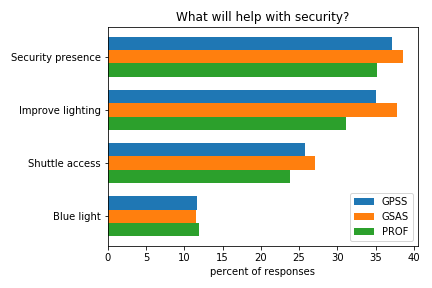 What will help with security?
Security presence
Improve lighting
Shuttle access
Blue light
GPSS
GSAS
PROF
0 5 10 15 20 25 30 35 40
percent of responses